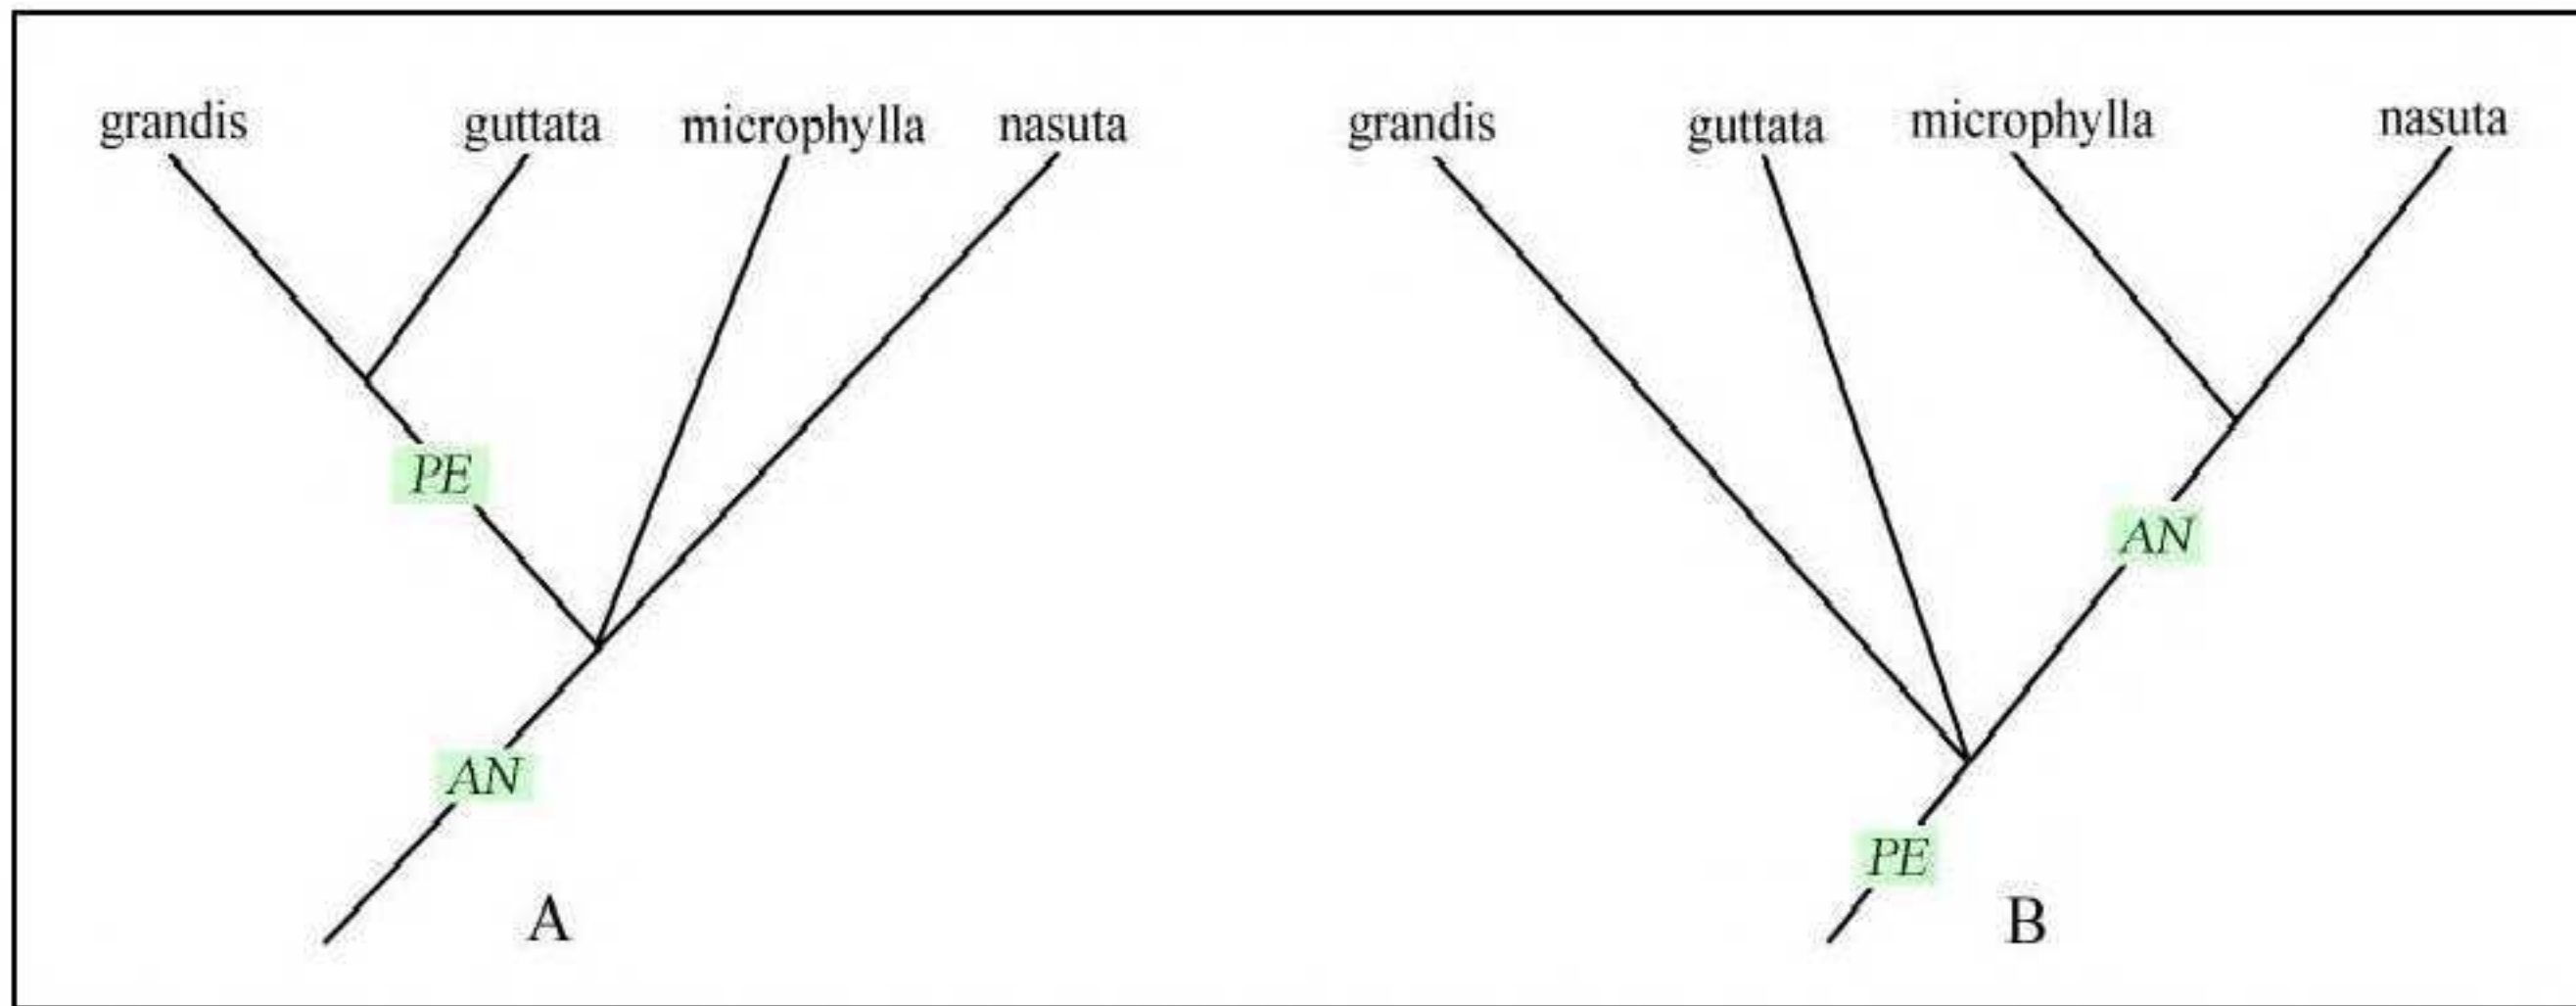 grandis guttata microphylla nasuta
PE
AN
A
grandis guttata microphylla nasuta
AN
PE
B